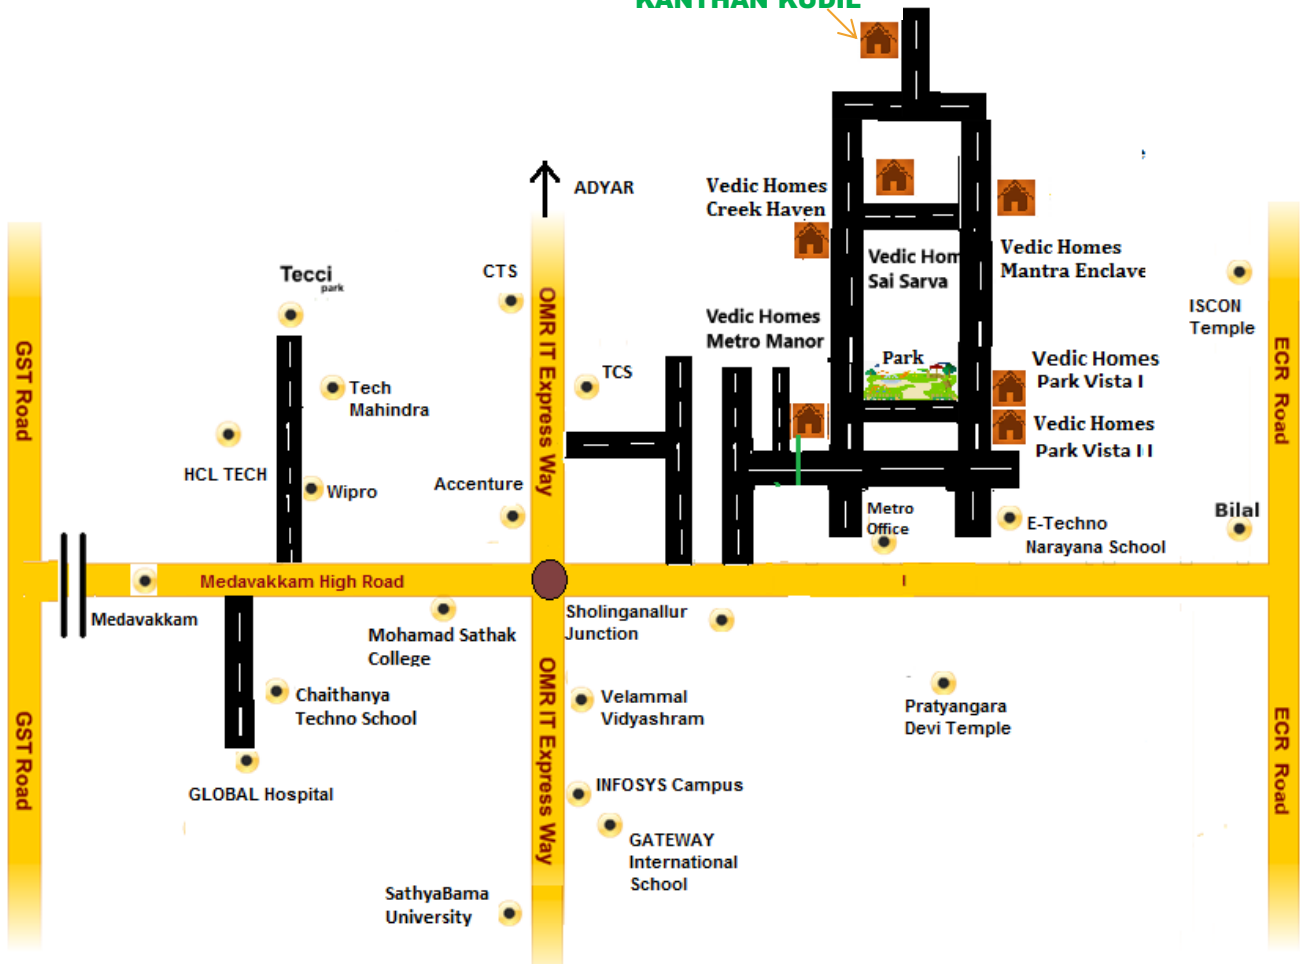 KANTHAN KUDIL
ADYAR
Vedic Homes
Creek Haven
Vedic Hom
Sai Sarva
Vedic Homes
Mantra Enclave
Tecci
park
CTS
ISCON
Temple
Vedic Homes
Metro Manor
Park
Vedic Homes
Park Vista I
Vedic Homes
Park Vista II
TCS
Tech
Mahindra
HCL TECH
Wipro
Accenture
Metro
Office
E-Techno
Narayana School
Bilal
GST Road
OMR IT Express Way
ECR Road
Medavakkam High Road
I
Medavakkam
Mohamad Sathak
College
Sholinganallur
Junction
Chaithanya
Techno School
Velammal
Vidyashram
Pratyangara
Devi Temple
GLOBAL Hospital
INFOSYS Campus
GATEWAY
International
School
SathyaBama
University
GST Road
OMR IT Express Way
ECR Road